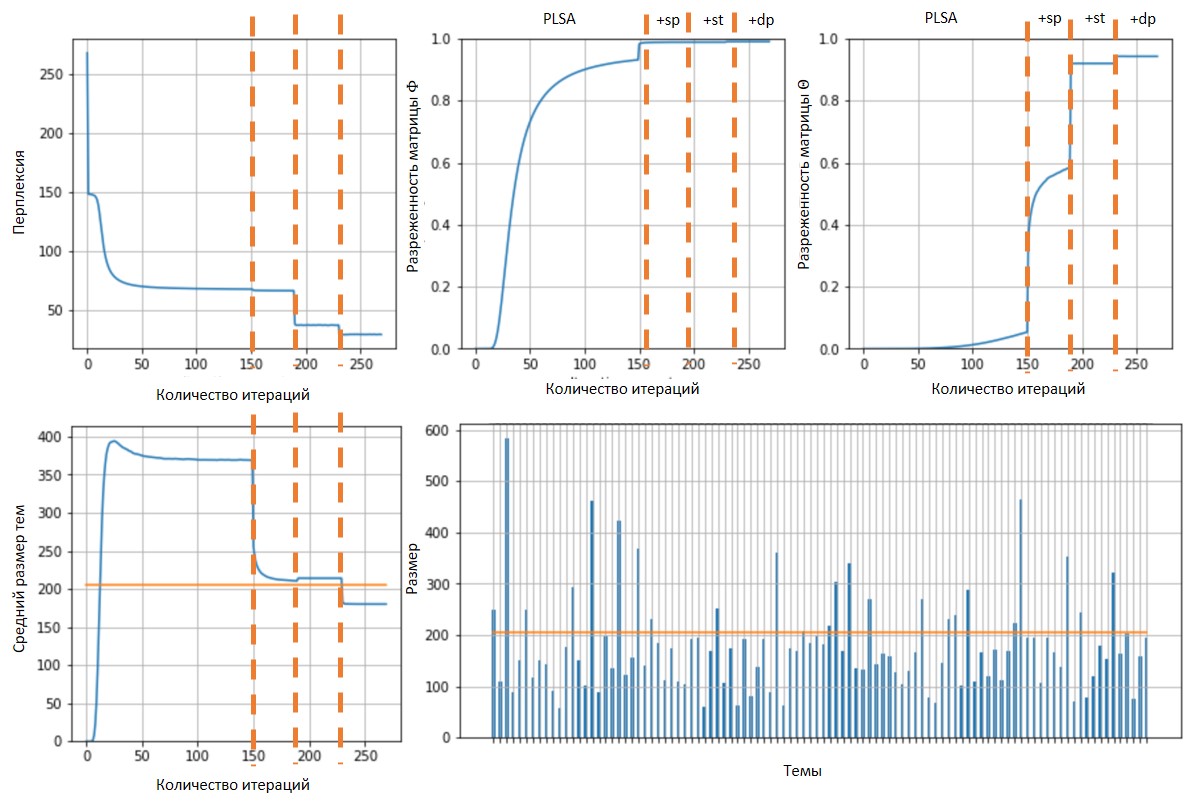 PLSA +sp +st +dp
PLSA +sp +st +dp
Перплексия
250
200
150
100
50
0 50 100 150 200 250
Количество итераций
Разреженность матрицы Φ
1.0
0.8
0.6
0.4
0.2
0.0
0 50 100 150 200 250
Количество итераций
Разреженность матрицы Θ
1.0
0.8
0.6
0.4
0.2
0.0
0 50 100 150 200 250
Количество итераций
Средний размер тем
400
350
300
250
200
150
100
50
0
0 50 100 150 200 250
Количество итераций
Размер
600
500
400
300
200
100
0
Темы